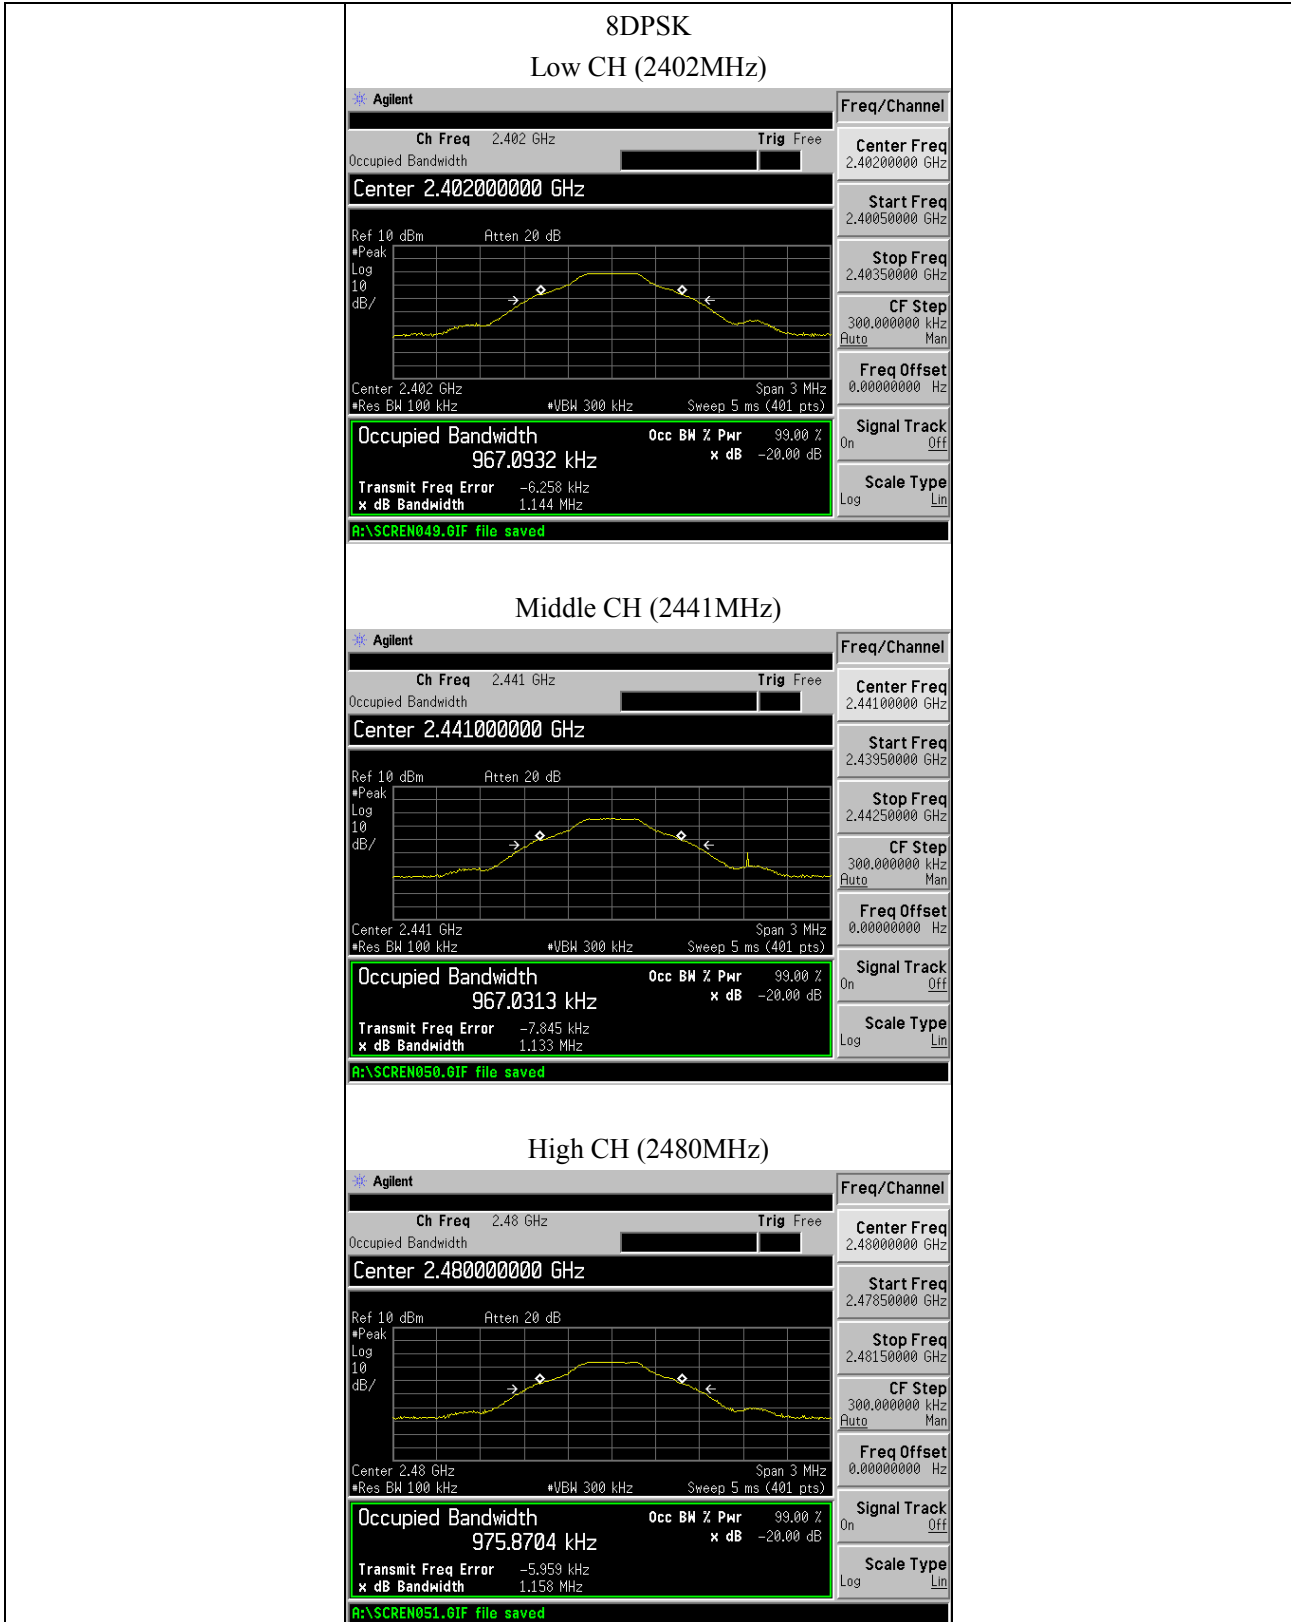 8DPSK
Low CH (2402MHz)
Agilent
Freq/Channel
Ch Freq 2.402 GHz Trig Free
Occupied Bandwidth
Center Freq
2.40200000 GHz
Center 2.402000000 GHz
Start Freq
2.40050000 GHz
Ref 10 dBm Atten 20 dB
#Peak
Log
10
dB/
Stop Freq
2.40350000 GHz
CF Step
300.000000 kHz
Auto Man
Freq Offset
0.00000000 Hz
Center 2.402 GHz Span 3 MHz
#Res BW 100 kHz #VBW 300 kHz Sweep 5 ms (401 pts)
Signal Track
On Off
Occupied Bandwidth Occ BW % Pwr 99.00 %
967.0932 kHz x dB -20.00 dB
Transmit Freq Error -6.258 kHz
x dB Bandwidth 1.144 MHz
Scale Type
Log Lin
A:\SCREN049.GIF file saved
Middle CH (2441MHz)
Agilent
Freq/Channel
Ch Freq 2.441 GHz Trig Free
Occupied Bandwidth
Center Freq
2.44100000 GHz
Center 2.441000000 GHz
Start Freq
2.43950000 GHz
Ref 10 dBm Atten 20 dB
#Peak
Log
10
dB/
Stop Freq
2.44250000 GHz
CF Step
300.000000 kHz
Auto Man
Freq Offset
0.00000000 Hz
Center 2.441 GHz Span 3 MHz
#Res BW 100 kHz #VBW 300 kHz Sweep 5 ms (401 pts)
Signal Track
On Off
Occupied Bandwidth Occ BW % Pwr 99.00 %
967.0313 kHz x dB -20.00 dB
Transmit Freq Error -7.845 kHz
x dB Bandwidth 1.133 MHz
Scale Type
Log Lin
A:\SCREN050.GIF file saved
High CH (2480MHz)
Agilent
Freq/Channel
Ch Freq 2.48 GHz Trig Free
Occupied Bandwidth
Center Freq
2.48000000 GHz
Center 2.480000000 GHz
Start Freq
2.47850000 GHz
Ref 10 dBm Atten 20 dB
#Peak
Log
10
dB/
Stop Freq
2.48150000 GHz
CF Step
300.000000 kHz
Auto Man
Freq Offset
0.00000000 Hz
Center 2.48 GHz Span 3 MHz
#Res BW 100 kHz #VBW 300 kHz Sweep 5 ms (401 pts)
Signal Track
On Off
Occupied Bandwidth Occ BW % Pwr 99.00 %
975.8704 kHz x dB -20.00 dB
Transmit Freq Error -5.959 kHz
x dB Bandwidth 1.158 MHz
Scale Type
Log Lin
A:\SCREN051.GIF file saved